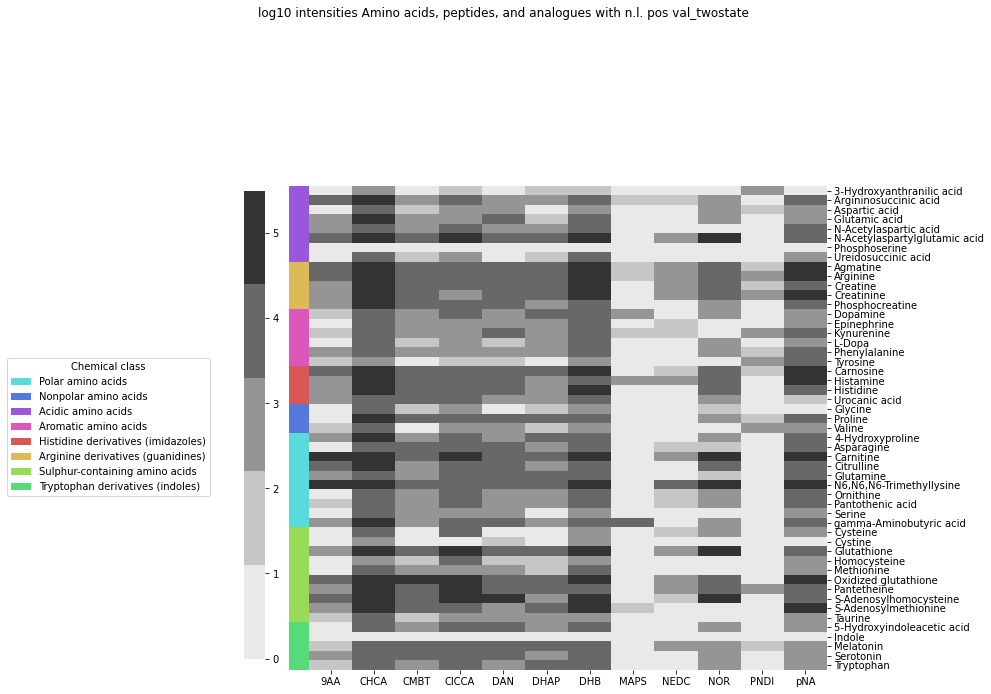 log10 intensities Amino acids, peptides, and analogues with n.l. pos val_twostate
5
4
3
2
1
0
Chemical class
Polar amino acids
Nonpolar amino acids
Acidic amino acids
Aromatic amino acids
Histidine derivatives (imidazoles)
Arginine derivatives (guanidines)
Sulphur-containing amino acids
Tryptophan derivatives (indoles)
3-Hydroxyanthranilic acid
Argininosuccinic acid
Aspartic acid
Glutamic acid
N-Acetylaspartic acid
N-Acetylaspartylglutamic acid
Phosphoserine
Ureidosuccinic acid
Agmatine
Arginine
Creatine
Creatinine
Phosphocreatine
Dopamine
Epinephrine
Kynurenine
L-Dopa
Phenylalanine
Tyrosine
Carnosine
Histamine
Histidine
Urocanic acid
Glycine
Proline
Valine
4-Hydroxyproline
Asparagine
Carnitine
Citrulline
Glutamine
N6,N6,N6-Trimethyllysine
Ornithine
Pantothenic acid
Serine
gamma-Aminobutyric acid
Cysteine
Cystine
Glutathione
Homocysteine
Methionine
Oxidized glutathione
Pantetheine
S-Adenosylhomocysteine
S-Adenosylmethionine
Taurine
5-Hydroxyindoleacetic acid
Indole
Melatonin
Serotonin
Tryptophan
9AA CHCA CMBT ClCCA DAN DHAP DHB MAPS NEDC NOR PNDI pNA